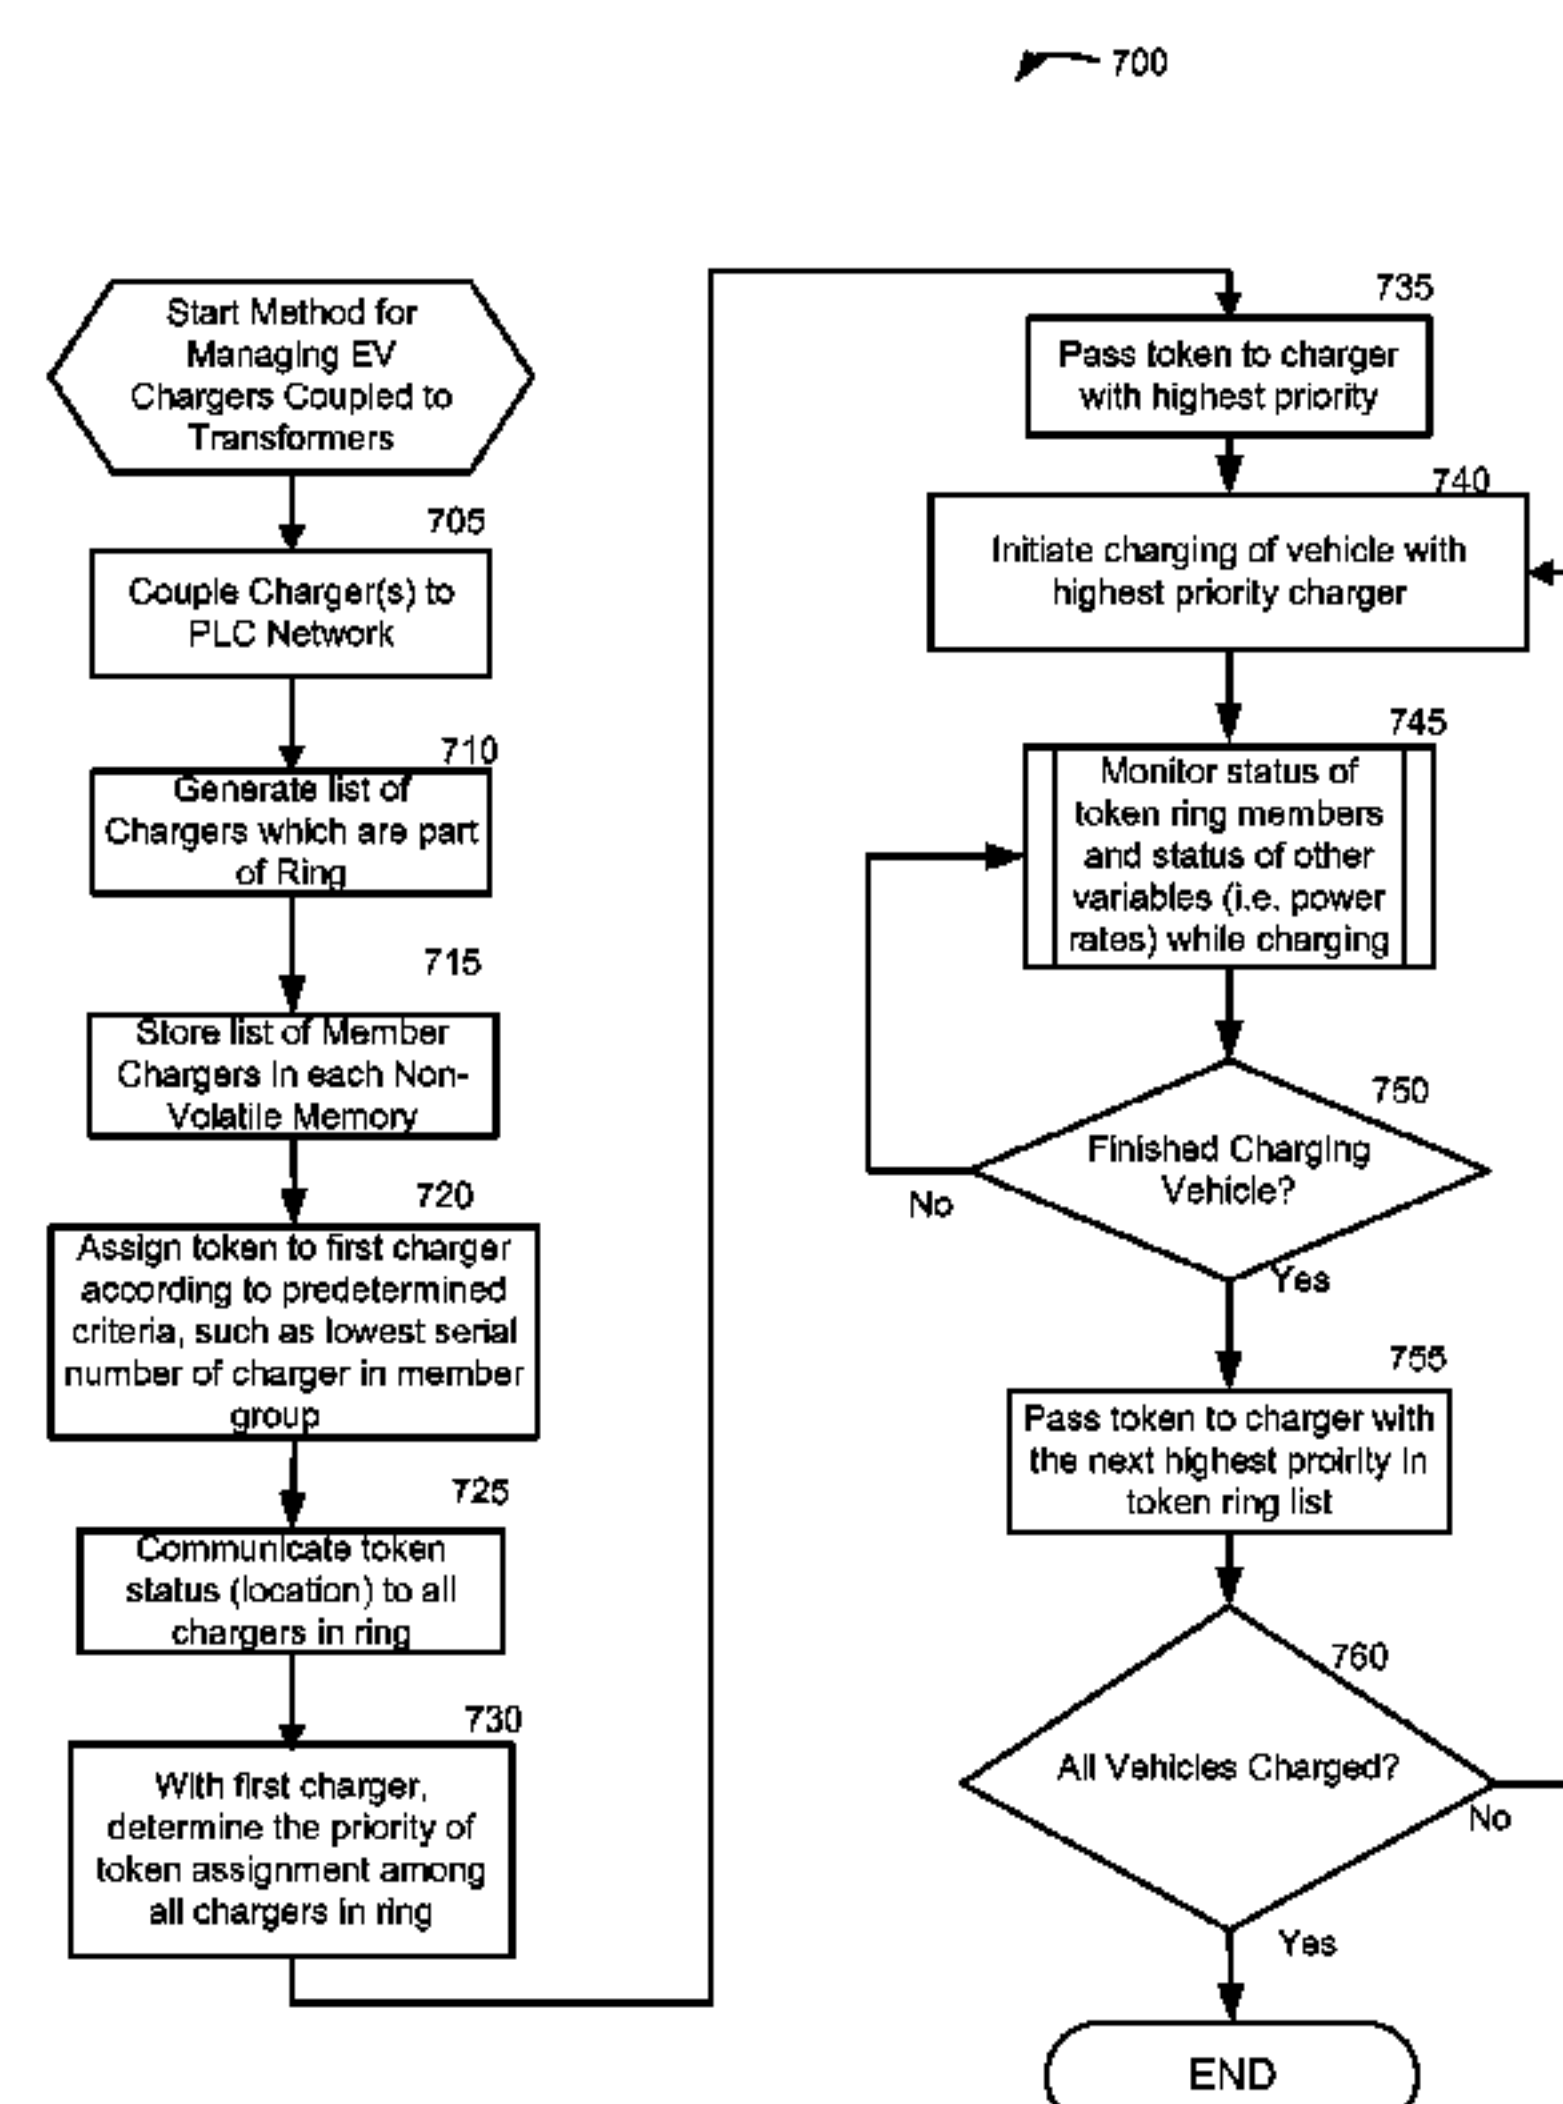 700
Start Method for
Managing EV
Chargers Coupled to
Transformers
705
Couple Charger(s) to
PLC Network
710
Generate list of
Chargers which are part
of Ring
715
Store list of Member
Chargers in each Non-
Volatile Memory
720
Assign token to first charger
according to predetermined
criteria, such as lowest serial
number of charger in member
group
725
Communicate token
status (location) to all
chargers in ring
730
With first charger,
determine the priority of
token assignment among
all chargers in ring
735
Pass token to charger
with highest priority
740
Initiate charging of vehicle with
highest priority charger
745
Monitor status of
token ring members
and status of other
variables (i.e. power
rates) while charging
750
Finished Charging
Vehicle?
No
Yes
755
Pass token to charger with
the next highest proirity in
token ring list
760
All Vehicles Charged?
No
Yes
END